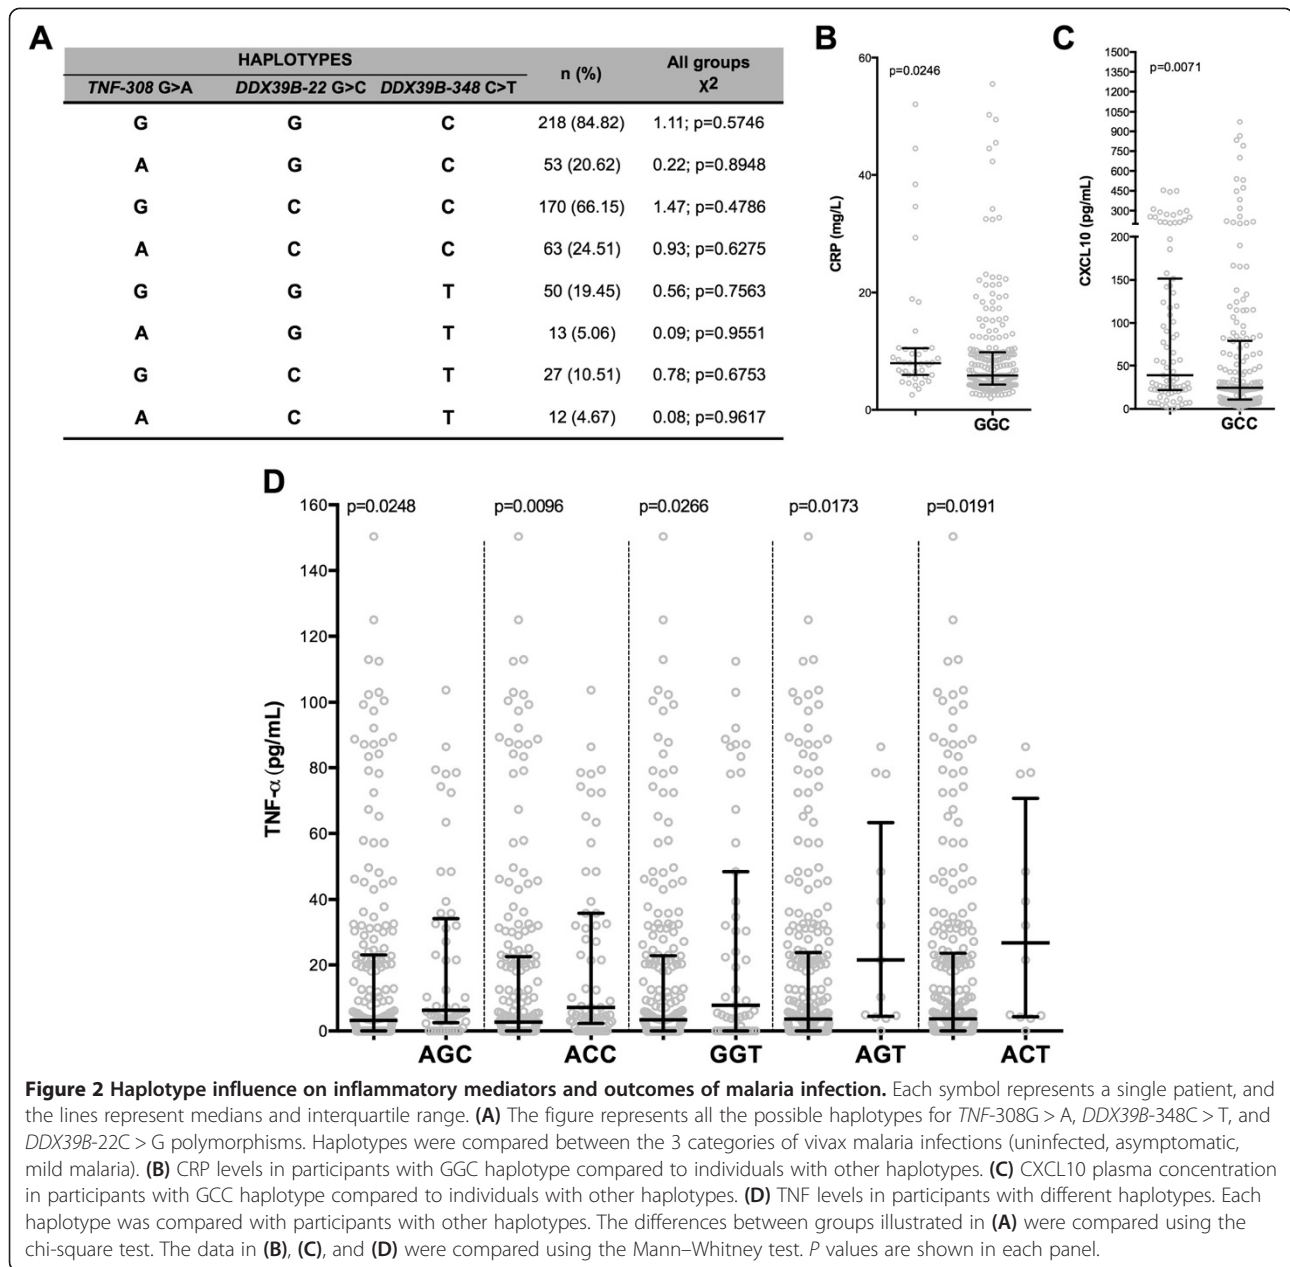 A
HAPLOTYPES n (%) All groups χ2
TNF-308 G>A DDX39B-22 G>C DDX39B-348 C>T
G G C 218 (84.82) 1.11; p=0.5746
A G C 53 (20.62) 0.22; p=0.8948
G C C 170 (66.15) 1.47; p=0.4786
A C C 63 (24.51) 0.93; p=0.6275
G G T 50 (19.45) 0.56; p=0.7563
A G T 13 (5.06) 0.09; p=0.9551
G C T 27 (10.51) 0.78; p=0.6753
A C T 12 (4.67) 0.08; p=0.9617
B
p=0.0246
CRP (mg/L)
60
40
20
0
GGC
C
p=0.0071
CXCL10 (pg/mL)
1500
1350
1200
1050
900
750
600
450
300
200
150
100
50
0
GCC
D
p=0.0248 p=0.0096 p=0.0266 p=0.0173 p=0.0191
TNF-α (pg/mL)
160
140
120
100
80
60
40
20
0
AGC ACC GGT AGT ACT
Figure 2 Haplotype influence on inflammatory mediators and outcomes of malaria infection. Each symbol represents a single patient, and
the lines represent medians and interquartile range. (A) The figure represents all the possible haplotypes for TNF-308G > A, DDX39B-348C > T, and
DDX39B-22C > G polymorphisms. Haplotypes were compared between the 3 categories of vivax malaria infections (uninfected, asymptomatic,
mild malaria). (B) CRP levels in participants with GGC haplotype compared to individuals with other haplotypes. (C) CXCL10 plasma concentration
in participants with GCC haplotype compared to individuals with other haplotypes. (D) TNF levels in participants with different haplotypes. Each
haplotype was compared with participants with other haplotypes. The differences between groups illustrated in (A) were compared using the
chi-square test. The data in (B), (C), and (D) were compared using the Mann–Whitney test. P values are shown in each panel.